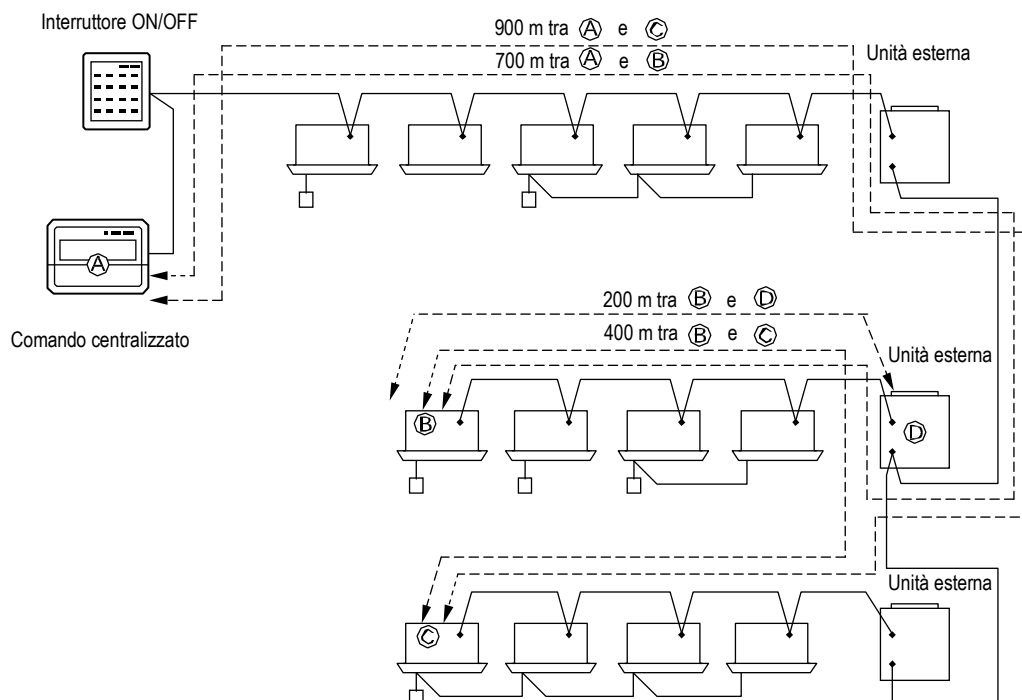 Interruttore ON/OFF
900 m tra Ⓐ e Ⓒ
700 m tra Ⓐ e Ⓑ
Unità esterna
Ⓐ
Comando centralizzato
200 m tra Ⓑ e Ⓓ
400 m tra Ⓑ e Ⓒ
Unità esterna
Ⓑ
Ⓓ
Unità esterna
Ⓒ